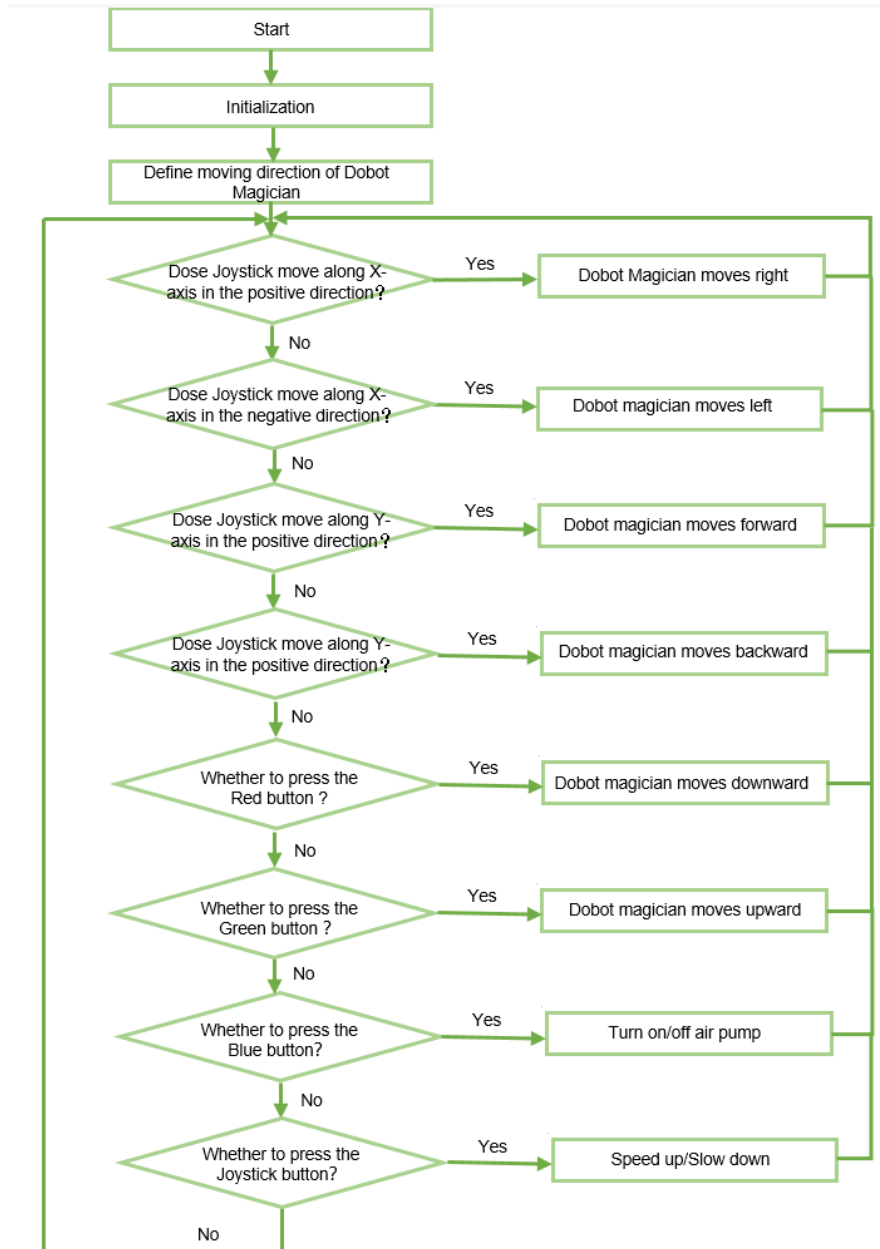 Start
Initialization
Define moving direction of Dobot
Magician
Dose Joystick move along X-
axis in the positive direction?
Yes
Dobot Magician moves right
No
Dose Joystick move along X-
axis in the negative direction?
Yes
Dobot magician moves left
No
Dose Joystick move along Y-
axis in the positive direction?
Yes
Dobot magician moves forward
No
Dose Joystick move along Y-
axis in the positive direction?
Yes
Dobot magician moves backward
No
Whether to press the
Red button ?
Yes
Dobot magician moves downward
No
Whether to press the
Green button ?
Yes
Dobot magician moves upward
No
Whether to press the
Blue button?
Yes
Turn on/off air pump
No
Whether to press the
Joystick button?
Yes
Speed up/Slow down
No